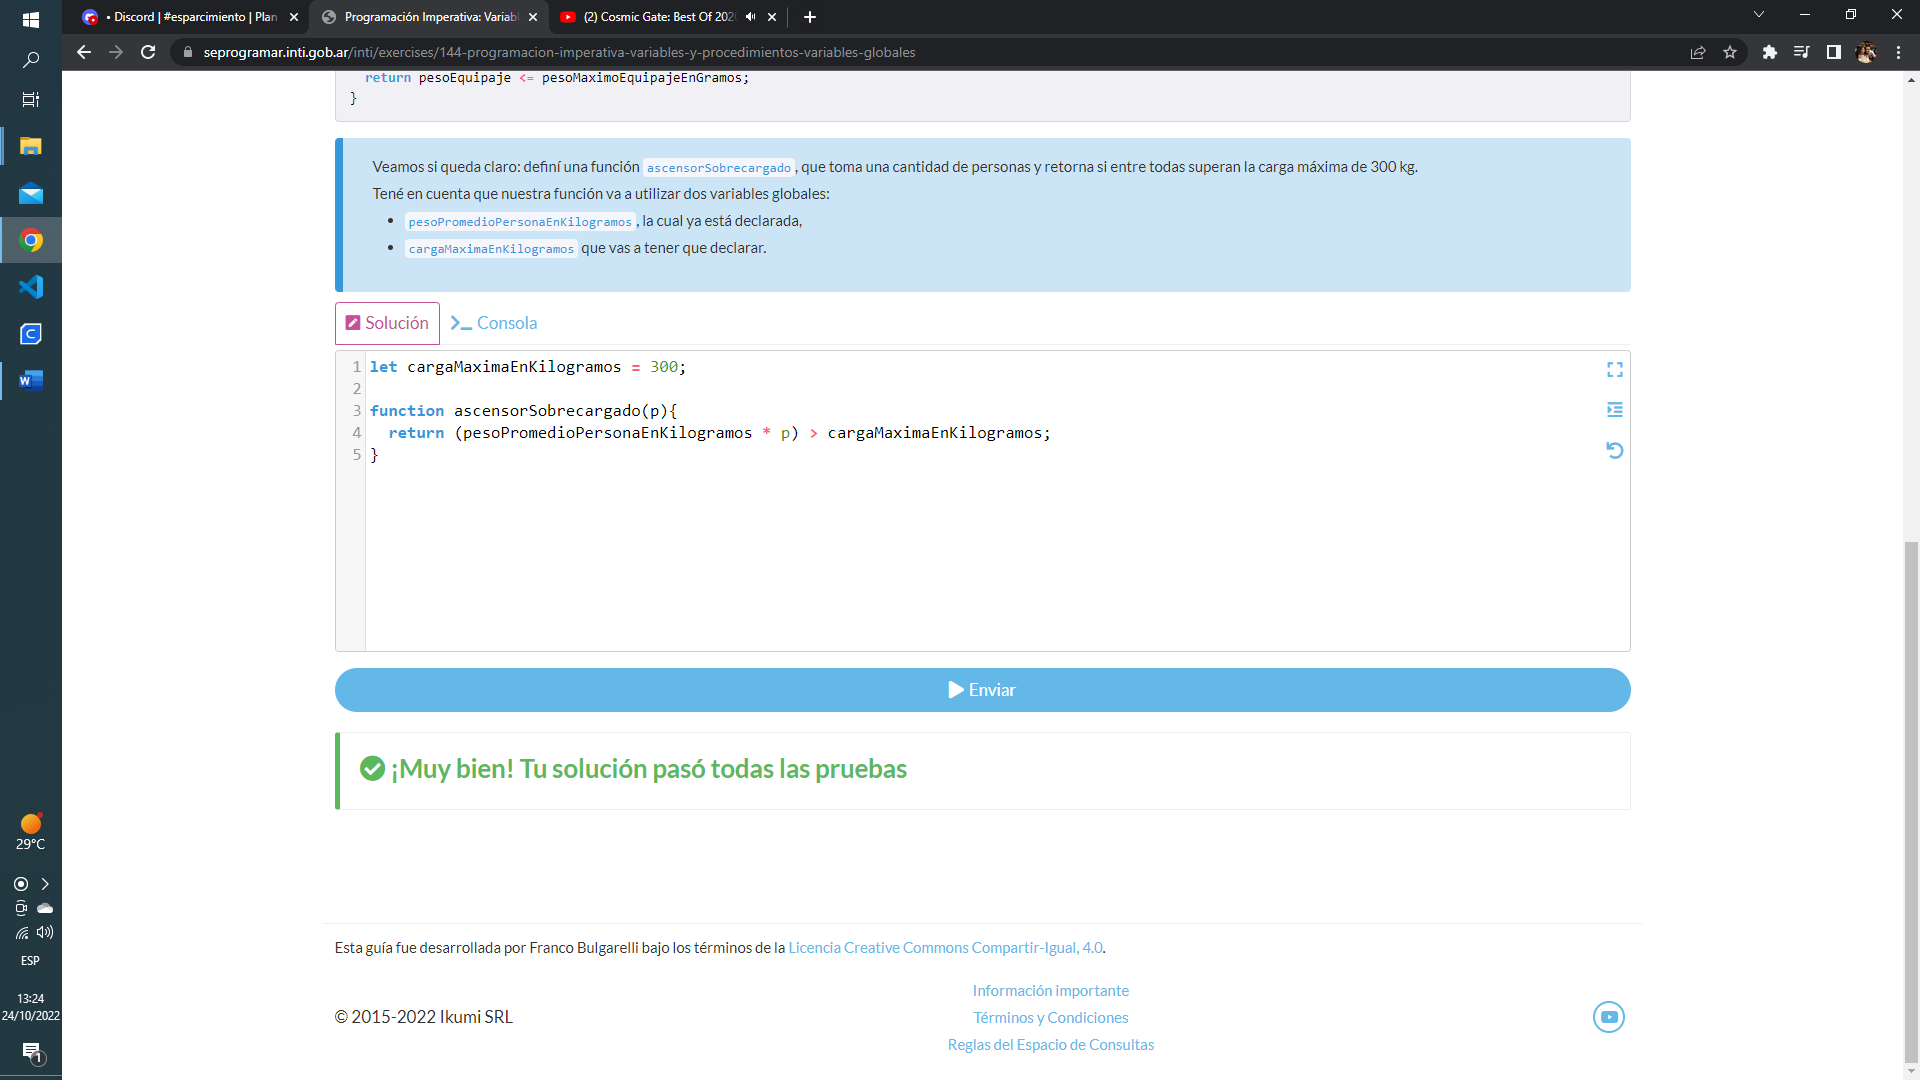 • Discord | #esparcimiento | Plan
Programación Imperativa: Variabl
(2) Cosmic Gate: Best Of 2020
seprogramar.inti.gob.ar/inti/exercises/144-programacion-imperativa-variables-y-procedimientos-variables-globales
return pesoEquipaje <= pesoMaximoEquipajeEnGramos;
}
Veamos si queda claro: definí una función ascensorSobrecargado, que toma una cantidad de personas y retorna si entre todas superan la carga máxima de 300 kg.
Tené en cuenta que nuestra función va a utilizar dos variables globales:
• pesoPromedioPersonaEnKilogramos, la cual ya está declarada,
• cargaMaximaEnKilogramos que vas a tener que declarar.
Solución
Consola
1 let cargaMaximaEnKilogramos = 300;
2
3 function ascensorSobrecargado(p){
4 return (pesoPromedioPersonaEnKilogramos * p) > cargaMaximaEnKilogramos;
5 }
Enviar
¡Muy bien! Tu solución pasó todas las pruebas
29°C
ESP
13:24
24/10/2022
1
Esta guía fue desarrollada por Franco Bulgarelli bajo los términos de la Licencia Creative Commons Compartir-Igual, 4.0.
© 2015-2022 Ikumi SRL
Información importante
Términos y Condiciones
Reglas del Espacio de Consultas